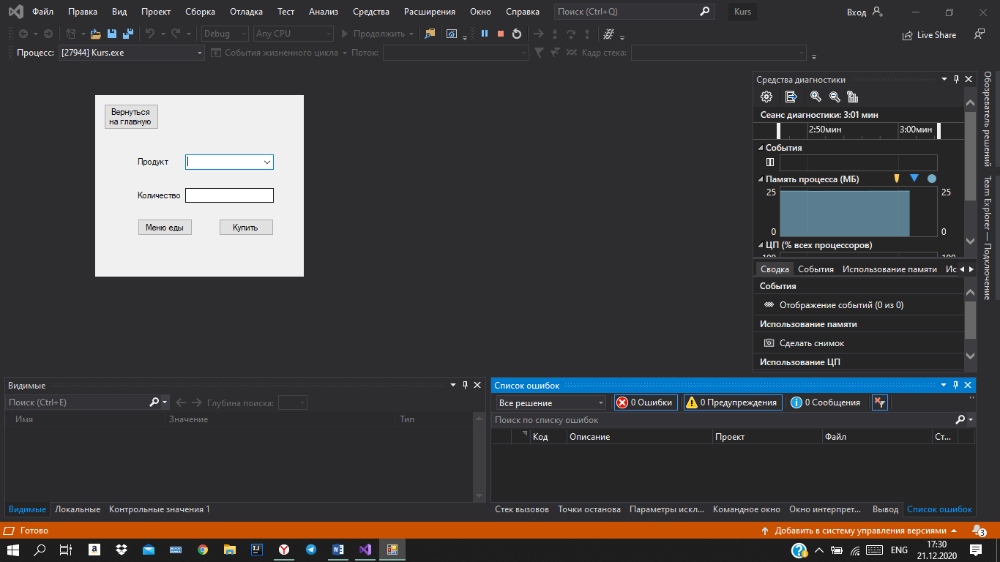 Файл Правка Вид Проект Сборка Отладка Тест Анализ Средства Расширения Окно Справка Поиск (Ctrl+Q) Kurs Вход
Debug Any CPU Продолжить Live Share
Процесс: [27944] Kurs.exe События жизненного цикла Поток: Кадр стека:
Вернуться
на главную
Продукт
Количество
Меню еды Купить
Средства диагностики
Сеанс диагностики: 3:01 мин
2:50мин 3:00мин
События
Память процесса (МБ)
25 25
0 0
ЦП (% всех процессоров)
100 100
Сводка События Использование памяти Ис
События
Отображение событий (0 из 0)
Использование памяти
Сделать снимок
Использование ЦП
Обозреватель решений
Team Explorer — Подключение
Видимые
Поиск (Ctrl+E) Глубина поиска:
Имя Значение Тип
Видимые Локальные Контрольные значения 1
Список ошибок
Все решение 0 Ошибки 0 Предупреждения 0 Сообщения
Поиск по списку ошибок
Код Описание Проект Файл Ст...
Стек вызовов Точки останова Параметры искл... Командное окно Окно интерпрет... Вывод Список ошибок
Готово Добавить в систему управления версиями 3
ENG 17:30
21.12.2020